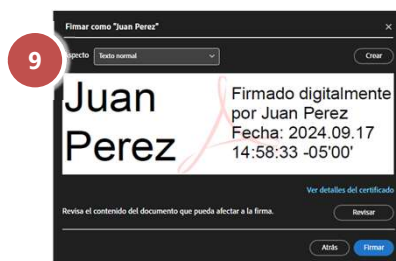 Firmar como "Juan Perez"
9
Aspecto Texto normal
Crear
Juan
Perez
Firmado digitalmente
por Juan Perez
Fecha: 2024.09.17
14:58:33 -05'00'
Ver detalles del certificado
Revisa el contenido del documento que pueda afectar a la firma.
Revisar
Atrás
Firmar